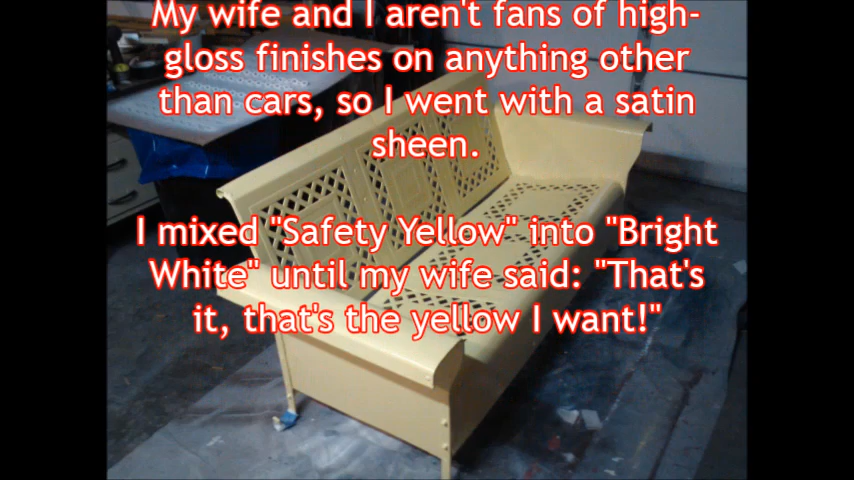 My wife and I aren't fans of high-
gloss finishes on anything other
than cars, so I went with a satin
sheen.
I mixed "Safety Yellow" into "Bright
White" until my wife said: "That's
it, that's the yellow I want!"